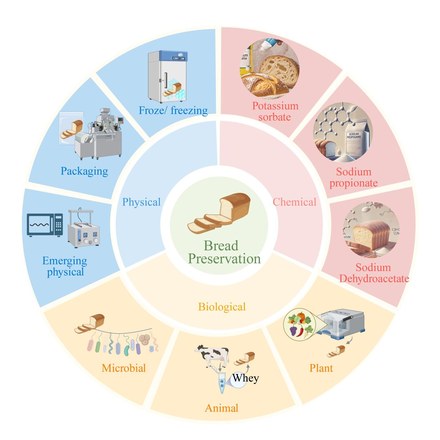 Froze/ freezing
Potassium
sorbate
Packaging
Sodium
propionate
Physical
Chemical
Bread
Preservation
Emerging
physical
Sodium
Dehydroacetate
Biological
Microbial
Whey
Animal
Plant